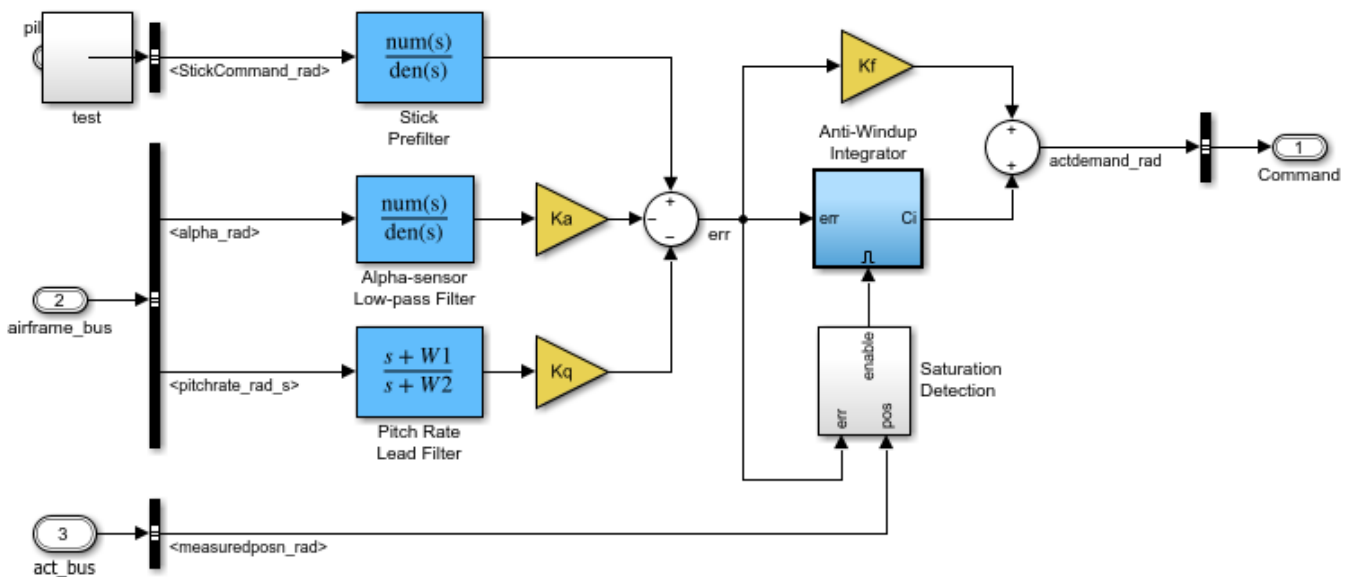 pil
test
<StickCommand_rad>
num(s)
den(s)
Stick
Prefilter
Kf
Anti-Windup
Integrator
+
+
actdemand_rad
1
Command
<alpha_rad>
num(s)
den(s)
Ka
+
−
−
err
err
Ci
Alpha-sensor
Low-pass Filter
2
airframe_bus
<pitchrate_rad_s>
s + W1
s + W2
Kq
Pitch Rate
Lead Filter
enable
err
pos
Saturation
Detection
3
act_bus
<measuredposn_rad>